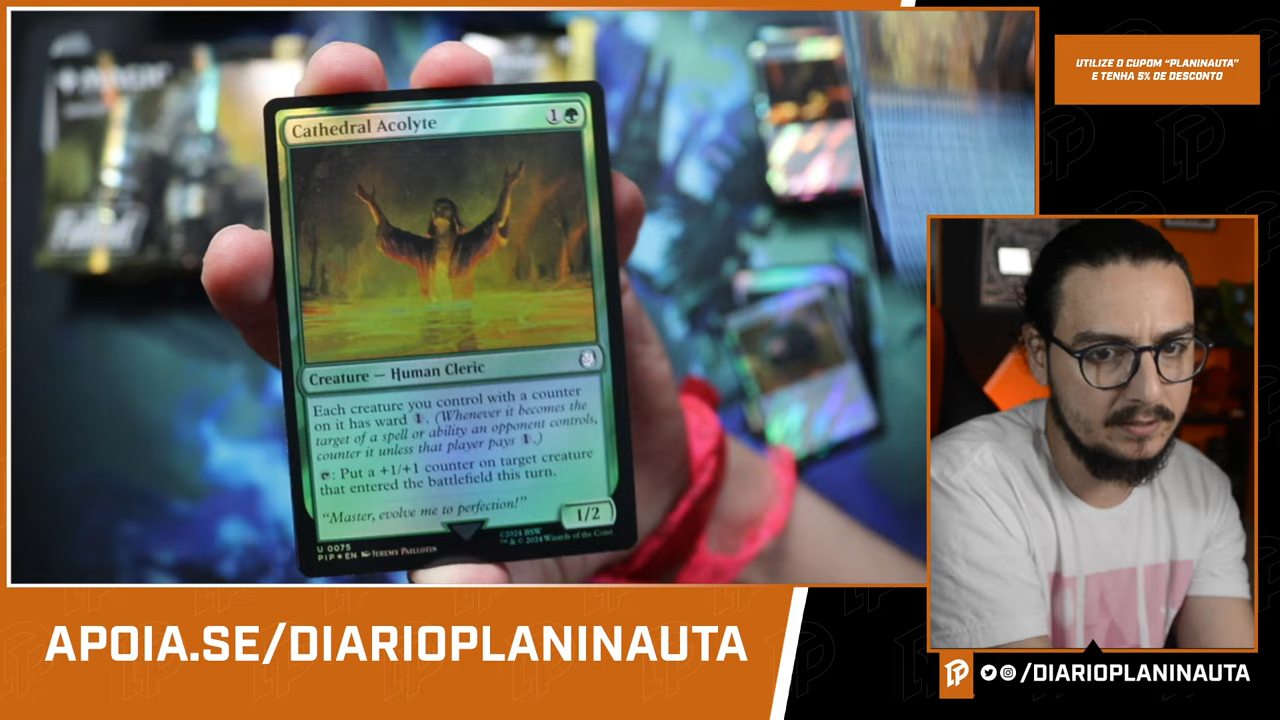 UTILIZE O CUPOM "PLANINAUTA"
E TENHA 5% DE DESCONTO
Cathedral Acolyte
1
Creature — Human Cleric
Each creature you control with a counter
on it has ward 1. (Whenever it becomes the
target of a spell or ability an opponent controls,
counter it unless that player pays 1.)
: Put a +1/+1 counter on target creature
that entered the battlefield this turn.
"Master, evolve me to perfection!"
1/2
U 0075
PIP★EN JEREMY PAILLOTIN
©2024 BSW
™ & © 2024 Wizards of the Coast
APOIA.SE/DIARIOPLANINAUTA
/DIARIOPLANINAUTA